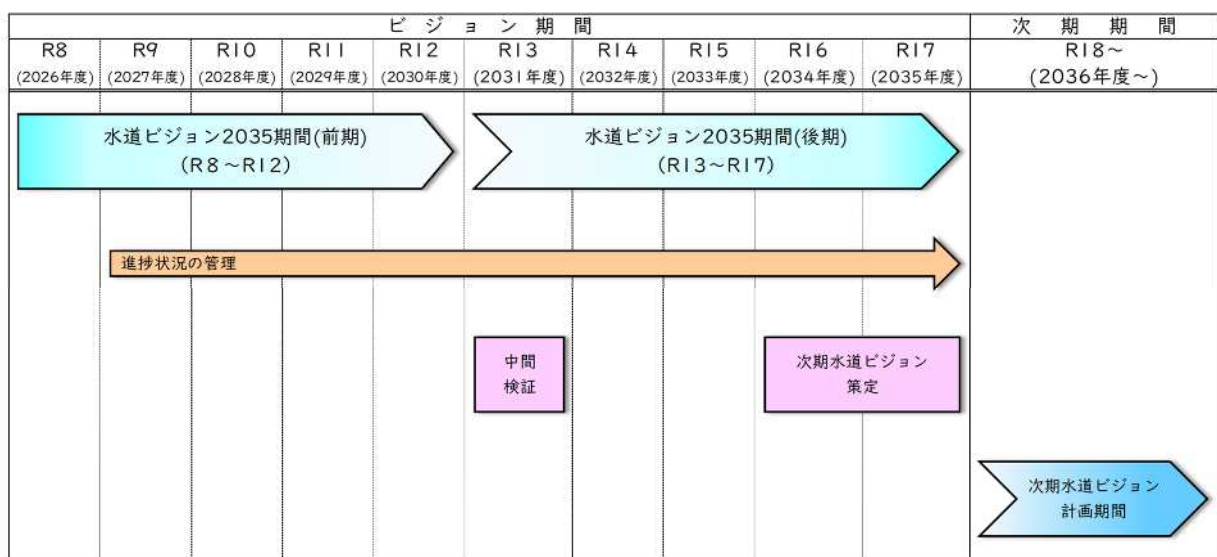 ビジョン期間 次期期間
R8 R9 R10 R11 R12 R13 R14 R15 R16 R17 R18～
(2026年度) (2027年度) (2028年度) (2029年度) (2030年度) (2031年度) (2032年度) (2033年度) (2034年度) (2035年度) (2036年度～)
水道ビジョン2035期間(前期)
(R8～R12)
水道ビジョン2035期間(後期)
(R13～R17)
進捗状況の管理
中間
検証
次期水道ビジョン
策定
次期水道ビジョン
計画期間